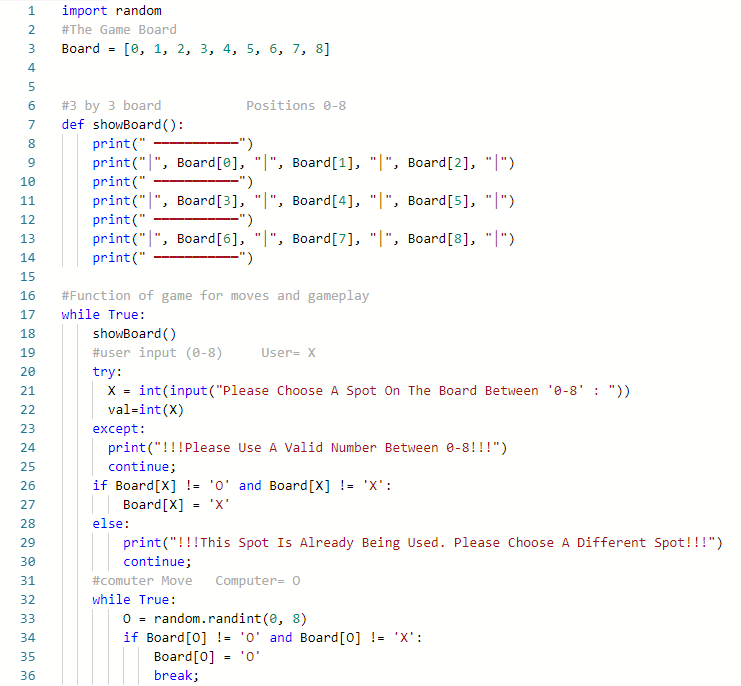 1 import random
2 #The Game Board
3 Board = [0, 1, 2, 3, 4, 5, 6, 7, 8]
4
5
6 #3 by 3 board           Positions 0-8
7 def showBoard():
8     print(" ───────────")
9     print("│", Board[0], "│", Board[1], "│", Board[2], "│")
10     print(" ───────────")
11     print("│", Board[3], "│", Board[4], "│", Board[5], "│")
12     print(" ───────────")
13     print("│", Board[6], "│", Board[7], "│", Board[8], "│")
14     print(" ───────────")
15
16 #Function of game for moves and gameplay
17 while True:
18     showBoard()
19     #user input (0-8)     User= X
20     try:
21       X = int(input("Please Choose A Spot On The Board Between '0-8' : "))
22       val=int(X)
23     except:
24       print("!!!Please Use A Valid Number Between 0-8!!!")
25       continue;
26     if Board[X] != 'O' and Board[X] != 'X':
27         Board[X] = 'X'
28     else:
29         print("!!!This Spot Is Already Being Used. Please Choose A Different Spot!!!")
30         continue;
31     #comuter Move   Computer= O
32     while True:
33         O = random.randint(0, 8)
34         if Board[O] != 'O' and Board[O] != 'X':
35             Board[O] = 'O'
36             break;